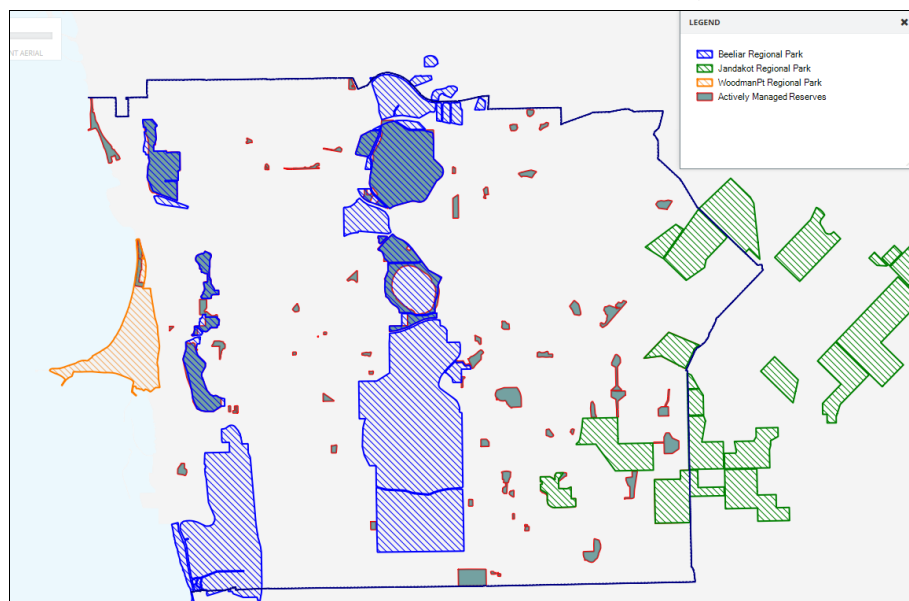 NT AERIAL
LEGEND
Beeliar Regional Park
Jandakot Regional Park
WoodmanPt Regional Park
Actively Managed Reserves